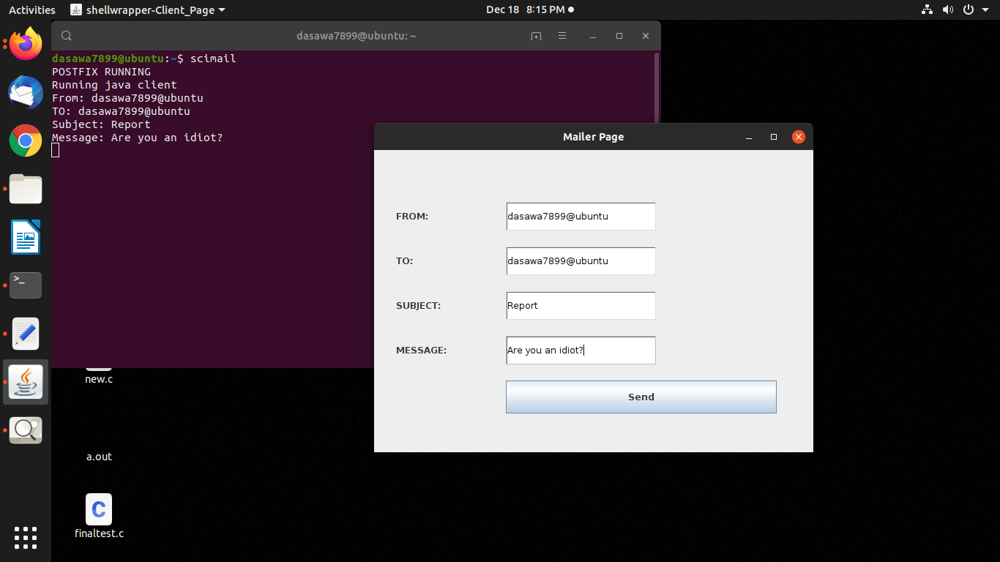 Activities
shellwrapper-Client_Page
Dec 18 8:15 PM
dasawa7899@ubuntu: ~
dasawa7899@ubuntu:~$ scimail
POSTFIX RUNNING
Running java client
From: dasawa7899@ubuntu
TO: dasawa7899@ubuntu
Subject: Report
Message: Are you an idiot?
Mailer Page
FROM: dasawa7899@ubuntu
TO: dasawa7899@ubuntu
SUBJECT: Report
MESSAGE: Are you an idiot?
Send
>_
new.c
a.out
C
finaltest.c